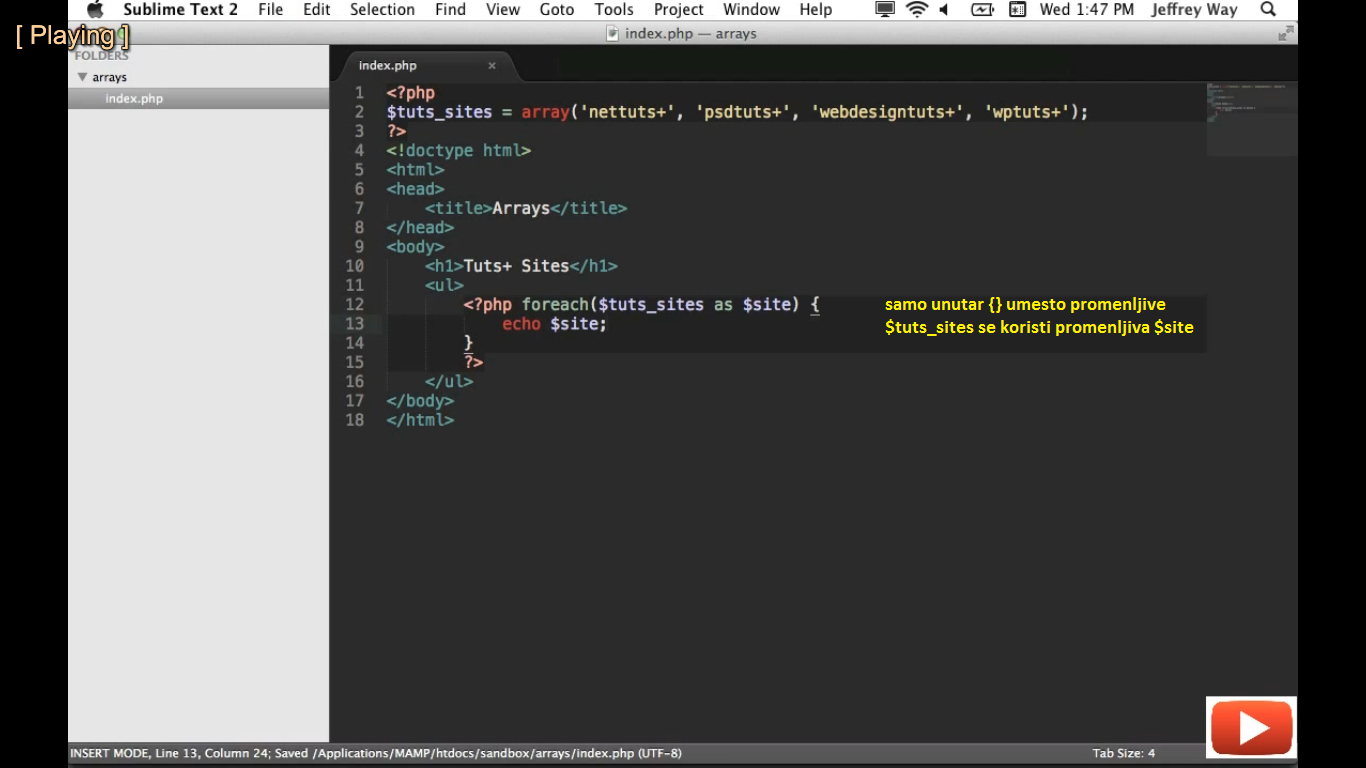 Sublime Text 2 File Edit Selection Find View Goto Tools Project Window Help Wed 1:47 PM Jeffrey Way
[ Playing ]
index.php — arrays
FOLDERS
arrays
index.php
index.php ×
1 <?php
2 $tuts_sites = array('nettuts+', 'psdtuts+', 'webdesigntuts+', 'wptuts+');
3 ?>
4 <!doctype html>
5 <html>
6 <head>
7 <title>Arrays</title>
8 </head>
9 <body>
10 <h1>Tuts+ Sites</h1>
11 <ul>
12 <?php foreach($tuts_sites as $site) {
13 echo $site;
14 }
15 ?>
16 </ul>
17 </body>
18 </html>
samo unutar {} umesto promenljive
$tuts_sites se koristi promenljiva $site
INSERT MODE, Line 13, Column 24; Saved /Applications/MAMP/htdocs/sandbox/arrays/index.php (UTF-8) Tab Size: 4